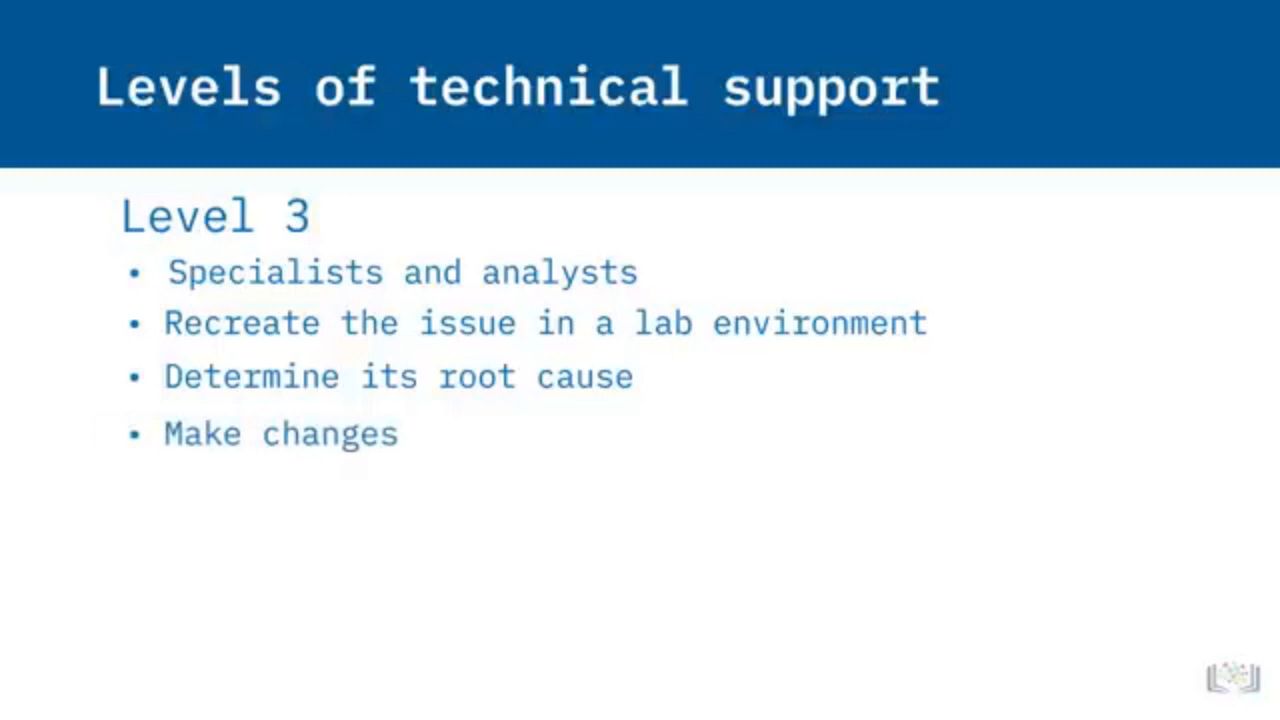 Levels of technical support
Level 3
• Specialists and analysts
• Recreate the issue in a lab environment
• Determine its root cause
• Make changes